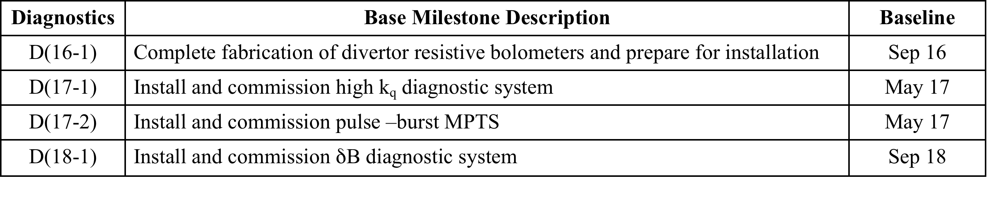 Diagnostics Base Milestone Description Baseline
D(16-1) Complete fabrication of divertor resistive bolometers and prepare for installation Sep 16
D(17-1) Install and commission high kq diagnostic system May 17
D(17-2) Install and commission pulse –burst MPTS May 17
D(18-1) Install and commission δB diagnostic system Sep 18